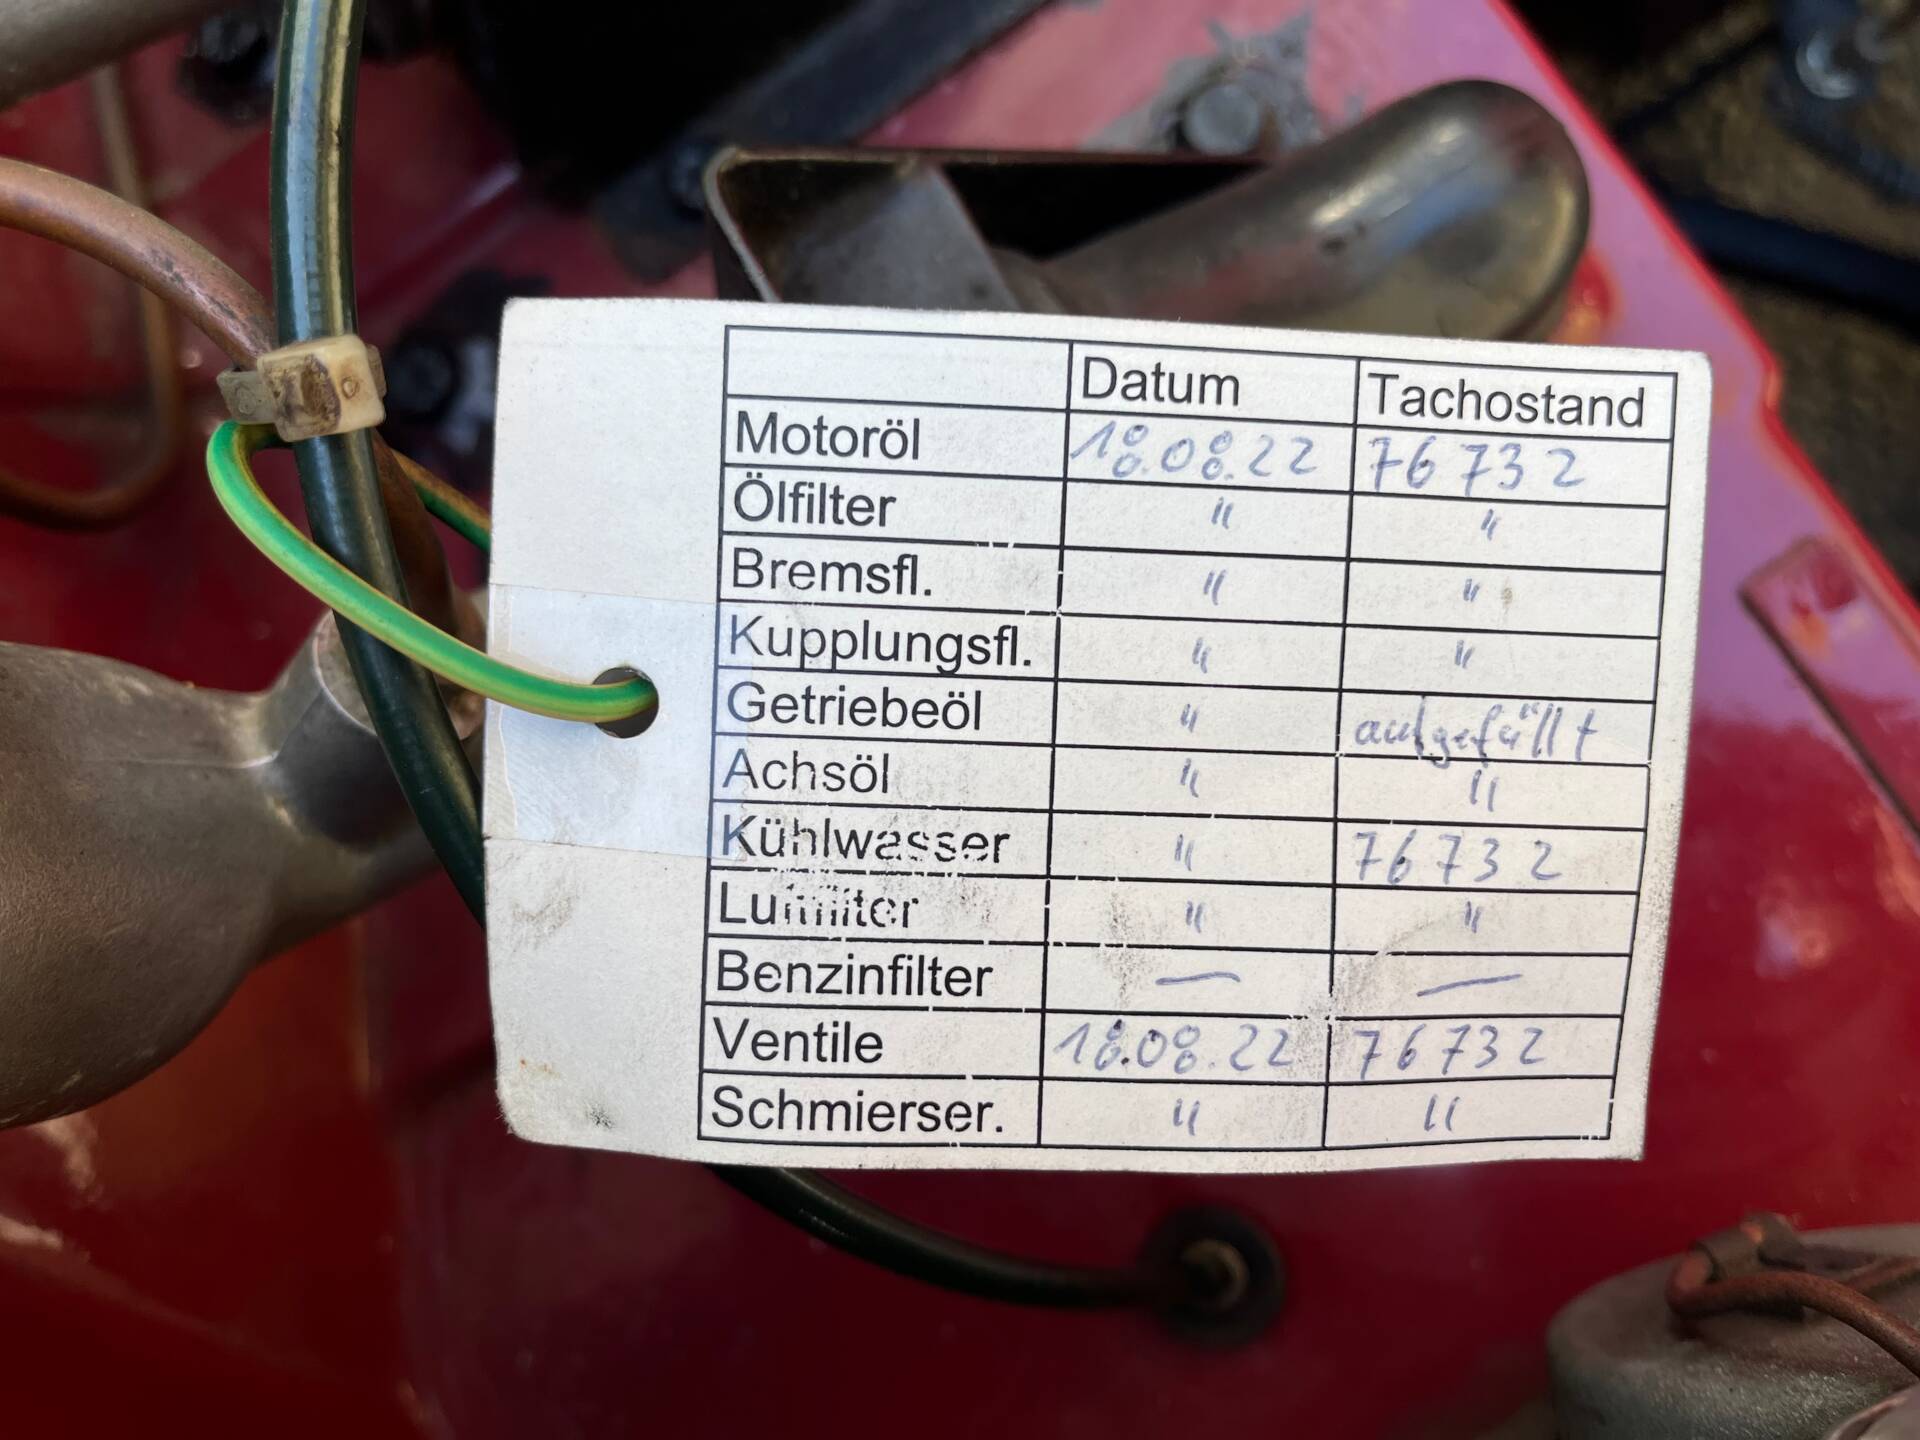 Datum Tachostand
Motoröl 18.08.22 76732
Ölfilter " "
Bremsfl. " "
Kupplungsfl. " "
Getriebeöl " aufgefüllt
Achsöl " "
Kühlwasser " 76732
Luftfilter " "
Benzinfilter — —
Ventile 18.08.22 76732
Schmierser. " "